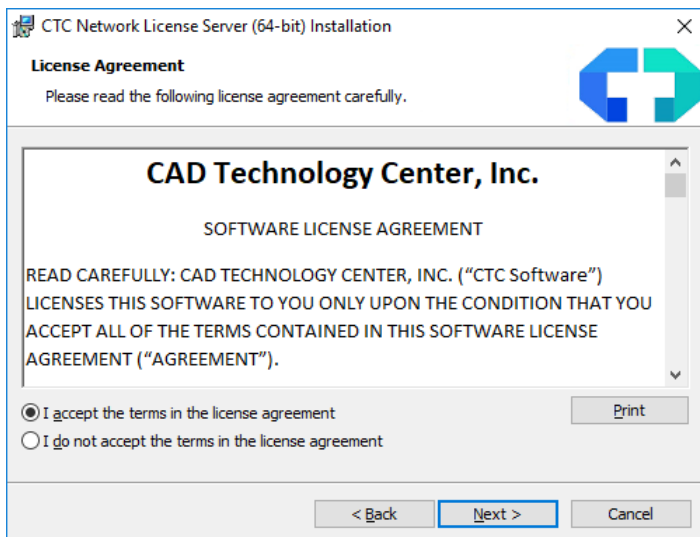 CTC Network License Server (64-bit) Installation
License Agreement
Please read the following license agreement carefully.
CAD Technology Center, Inc.
SOFTWARE LICENSE AGREEMENT
READ CAREFULLY: CAD TECHNOLOGY CENTER, INC. (“CTC Software”)
LICENSES THIS SOFTWARE TO YOU ONLY UPON THE CONDITION THAT YOU
ACCEPT ALL OF THE TERMS CONTAINED IN THIS SOFTWARE LICENSE
AGREEMENT (“AGREEMENT”).
I accept the terms in the license agreement
Print
I do not accept the terms in the license agreement
< Back
Next >
Cancel